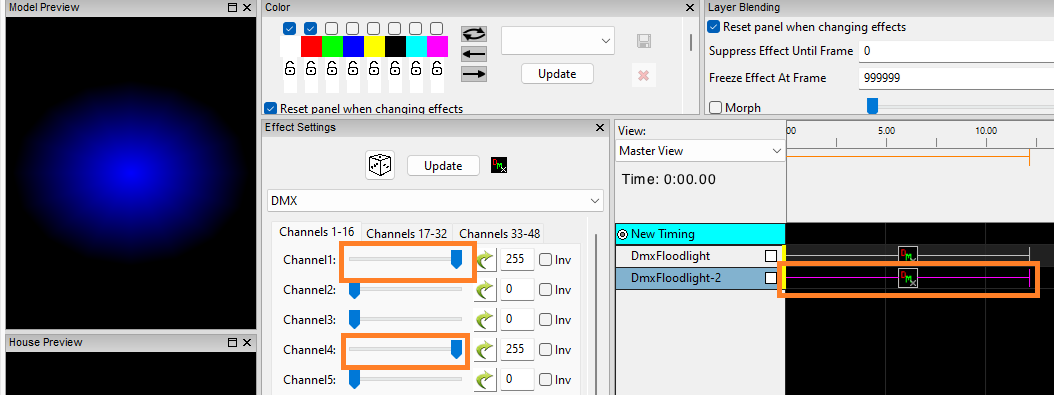 Model Preview
Color
Layer Blending
Reset panel when changing effects
Suppress Effect Until Frame 0
Update
Freeze Effect At Frame 999999
Reset panel when changing effects
Morph
Effect Settings
View:
Master View
5.00 10.00
Update
Time: 0:00.00
DMX
Channels 1-16 Channels 17-32 Channels 33-48
New Timing
Channel1: 255 Inv
DmxFloodlight
Channel2: 0 Inv
DmxFloodlight-2
Channel3: 0 Inv
House Preview
Channel4: 255 Inv
Channel5: 0 Inv